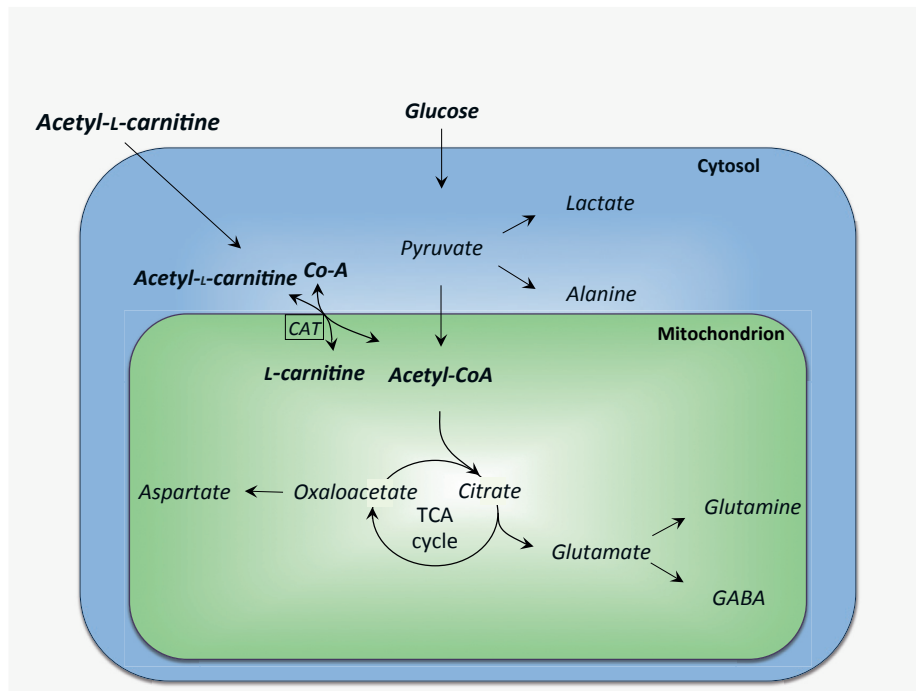 Glucose
Acetyl-L-carnitine
Cytosol
Lactate
Pyruvate
Acetyl-L-carnitine
Co-A
Alanine
CAT
Mitochondrion
L-carnitine
Acetyl-CoA
Aspartate
Oxaloacetate
Citrate
TCA
cycle
Glutamine
Glutamate
GABA